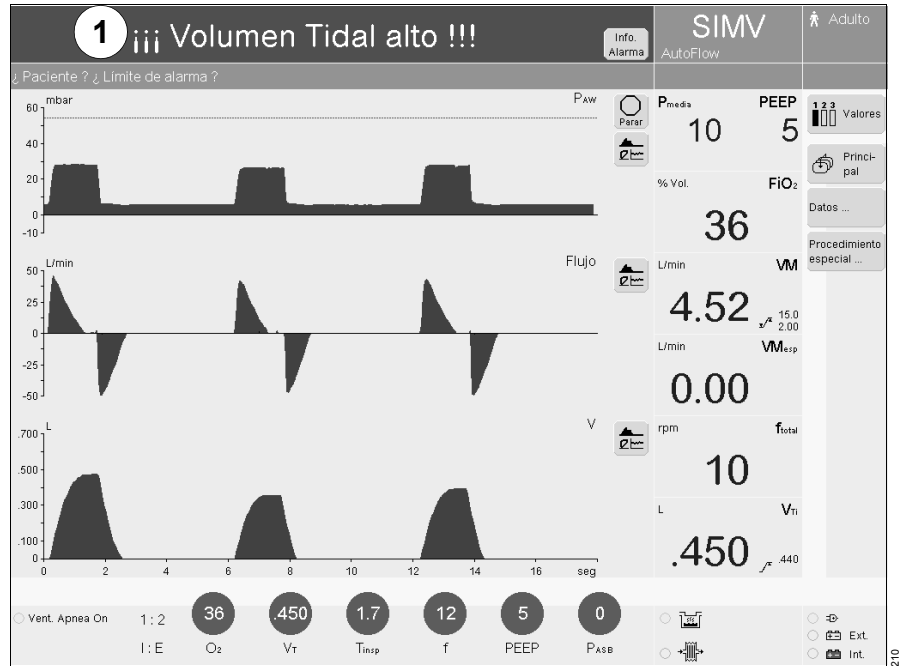 1 ¡¡¡ Volumen Tidal alto !!!
Info. Alarma
SIMV
AutoFlow
Adulto
¿ Paciente ? ¿ Límite de alarma ?
mbar
PAW
60
40
20
0
-10
Parar
L/min
Flujo
50
25
0
-25
-50
L
V
.700
.500
.300
.100
0
0 2 4 6 8 10 12 14 16 seg
Pmedia PEEP
10 5
% Vol. FiO2
36
L/min VM
4.52 15.0
2.00
L/min VMesp
0.00
rpm ftotal
10
L VTi
.450 .440
1 2 3
Valores
Princi-
pal
Datos ...
Procedimiento
especial ...
Vent. Apnea On
1 : 2 36 .450 1.7 12 5 0
I : E O2 VT Tinsp f PEEP PASB
Ext.
Int.
210